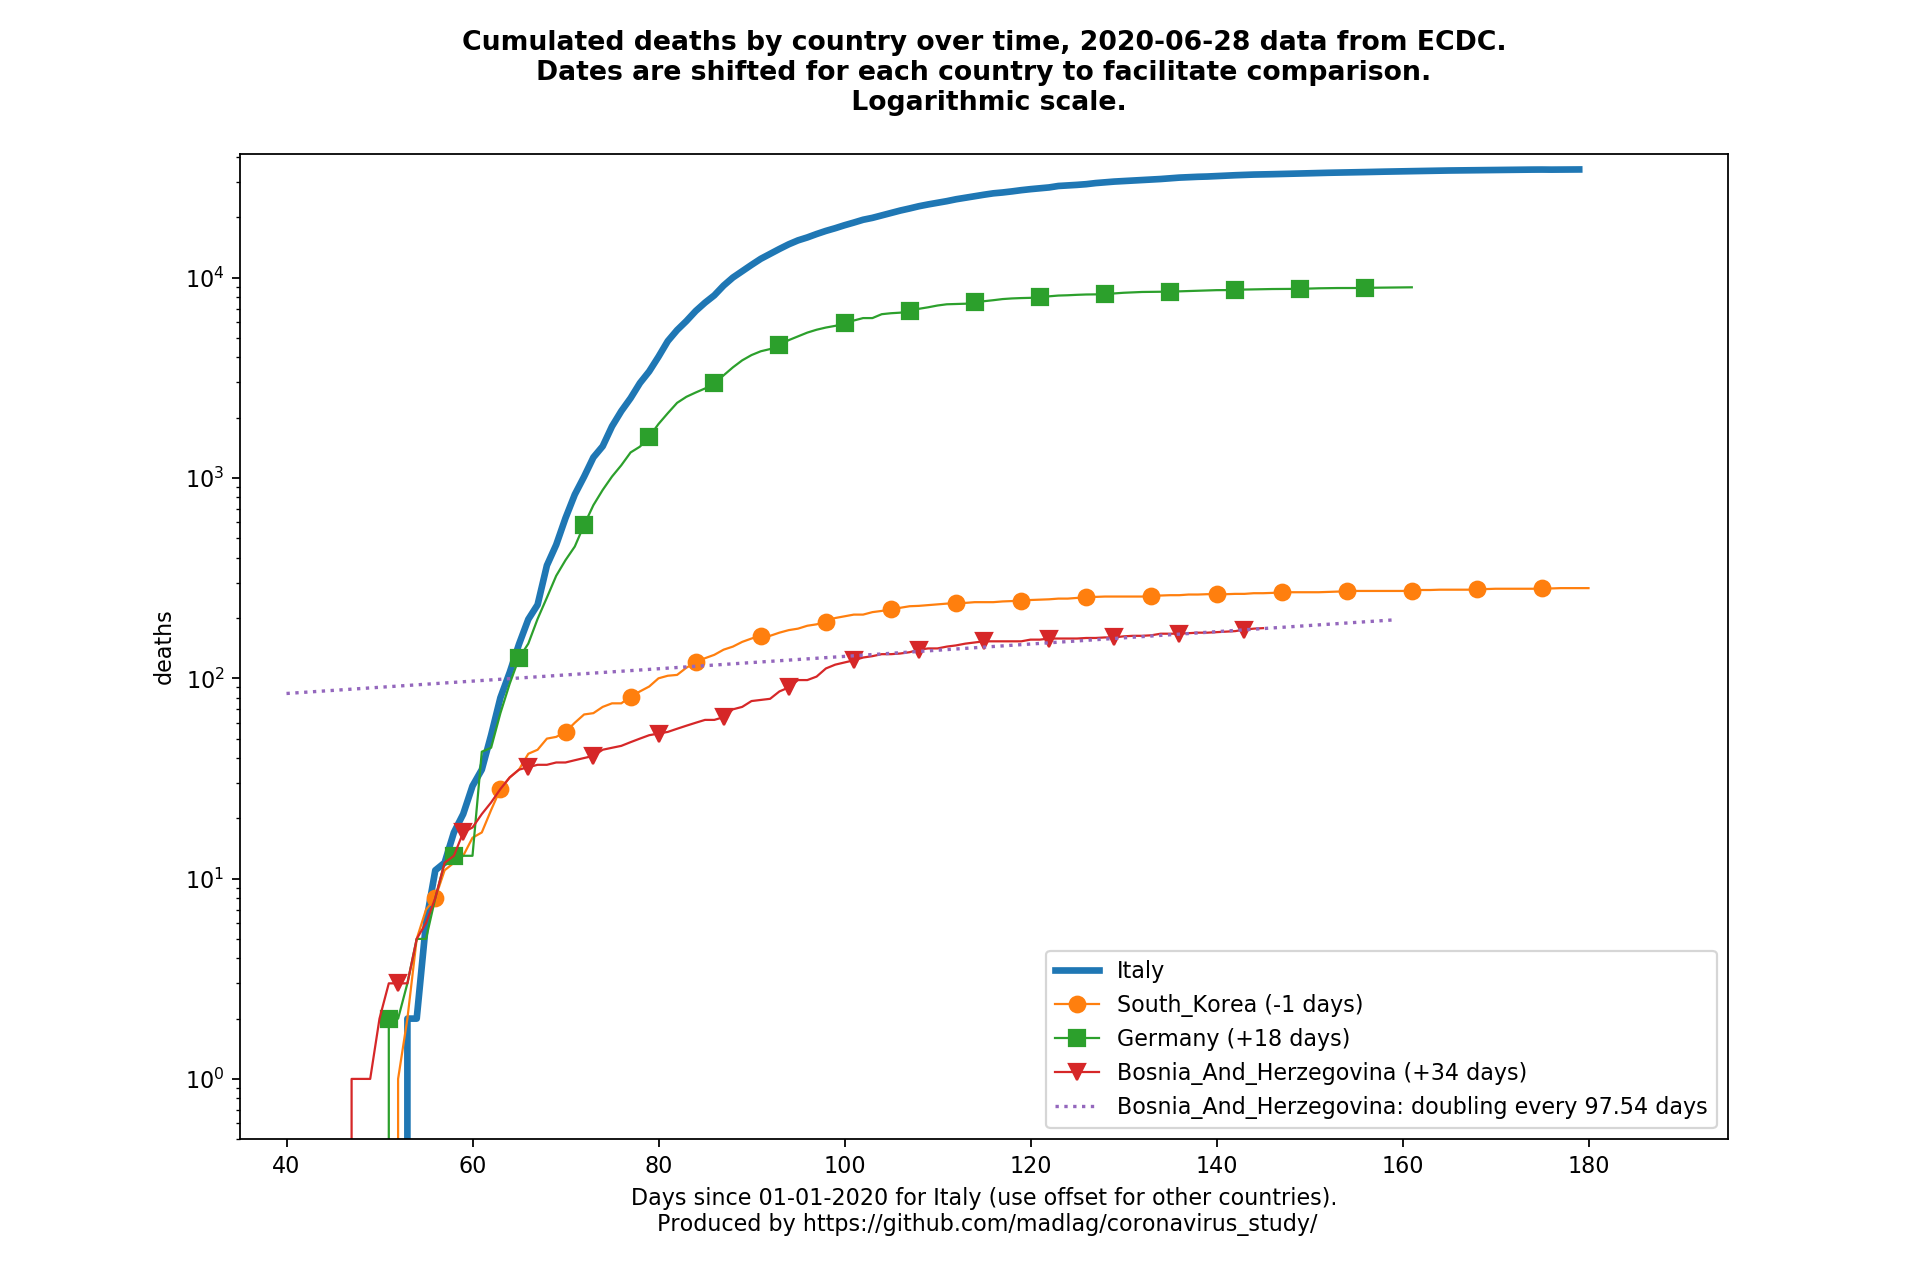 Cumulated deaths by country over time, 2020-06-28 data from ECDC.
Dates are shifted for each country to facilitate comparison.
Logarithmic scale.
deaths
10⁴
10³
10²
10¹
10⁰
Italy
South_Korea (-1 days)
Germany (+18 days)
Bosnia_And_Herzegovina (+34 days)
Bosnia_And_Herzegovina: doubling every 97.54 days
40 60 80 100 120 140 160 180
Days since 01-01-2020 for Italy (use offset for other countries).
Produced by https://github.com/madlag/coronavirus_study/